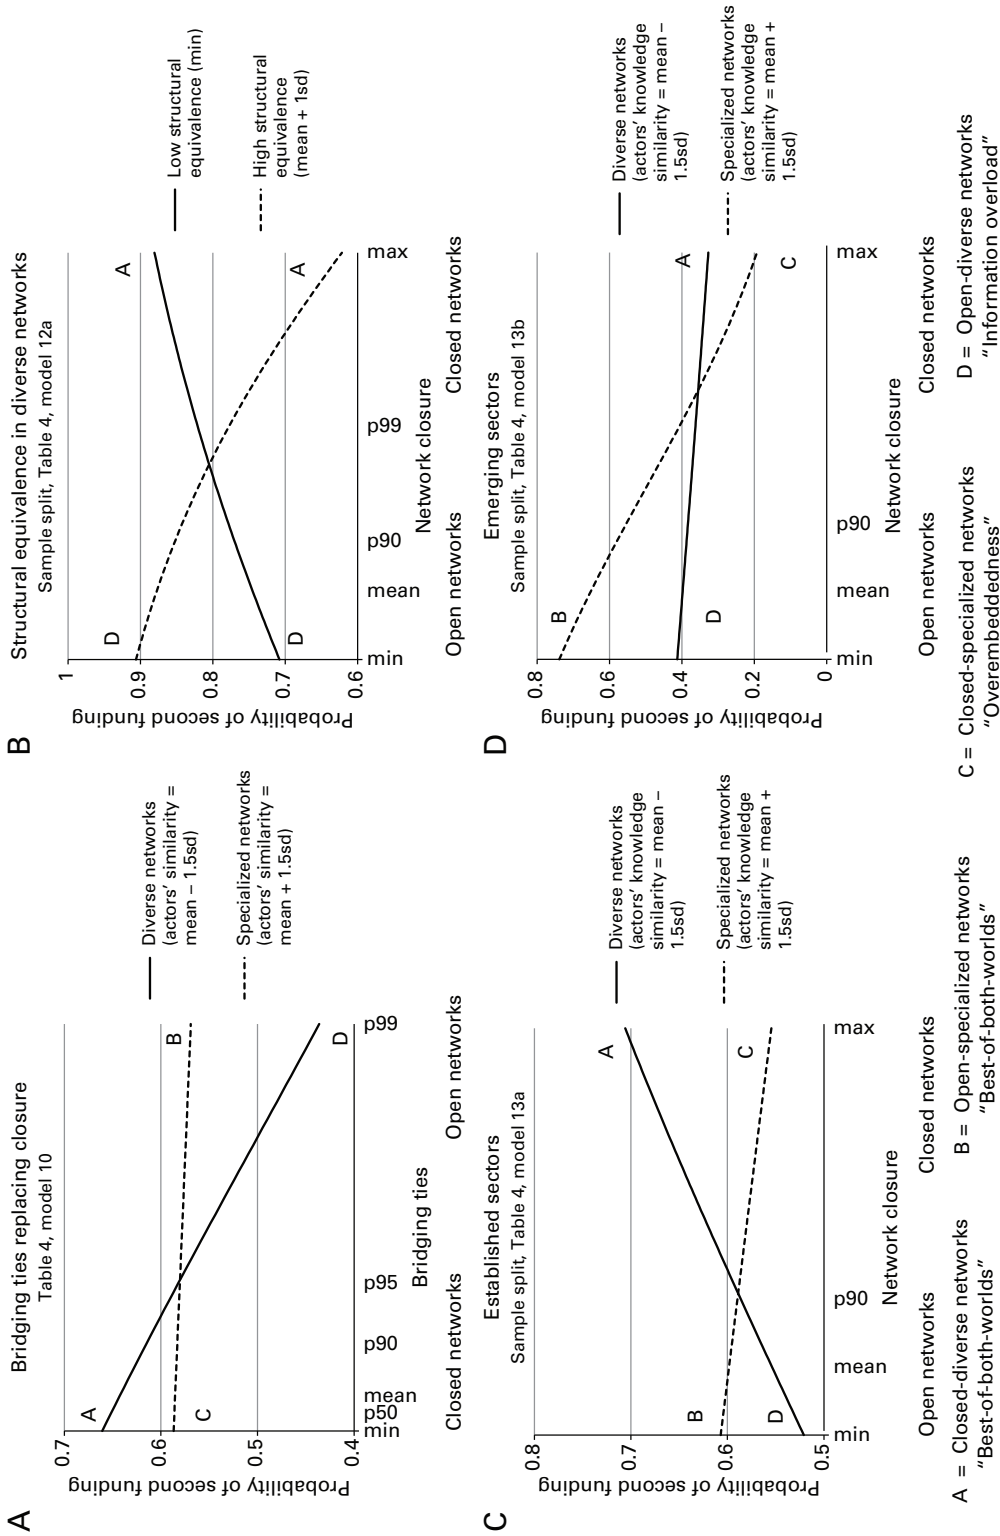 A
Bridging ties replacing closure
Table 4, model 10
Probability of second funding
0.7
0.6
0.5
0.4
A
C
B
D
min
p50
mean
p90
p95
p99
Bridging ties
Closed networks
Open networks
Diverse networks
(actors’ similarity =
mean − 1.5sd)
Specialized networks
(actors’ similarity =
mean + 1.5sd)
B
Structural equivalence in diverse networks
Sample split, Table 4, model 12a
Probability of second funding
1
0.9
0.8
0.7
0.6
D
D
A
A
min
mean
p90
p99
max
Network closure
Open networks
Closed networks
Low structural
equivalence (min)
High structural
equivalence
(mean + 1sd)
C
Established sectors
Sample split, Table 4, model 13a
Probability of second funding
0.8
0.7
0.6
0.5
B
D
A
C
min
mean
p90
max
Network closure
Open networks
Closed networks
Diverse networks
(actors’ knowledge
similarity = mean −
1.5sd)
Specialized networks
(actors’ knowledge
similarity = mean +
1.5sd)
D
Emerging sectors
Sample split, Table 4, model 13b
Probability of second funding
0.8
0.6
0.4
0.2
0
B
D
A
C
min
mean
p90
max
Network closure
Open networks
Closed networks
Diverse networks
(actors’ knowledge
similarity = mean −
1.5sd)
Specialized networks
(actors’ knowledge
similarity = mean +
1.5sd)
A = Closed-diverse networks
“Best-of-both-worlds”
B = Open-specialized networks
“Best-of-both-worlds”
C = Closed-specialized networks
“Overembeddedness”
D = Open-diverse networks
“Information overload”